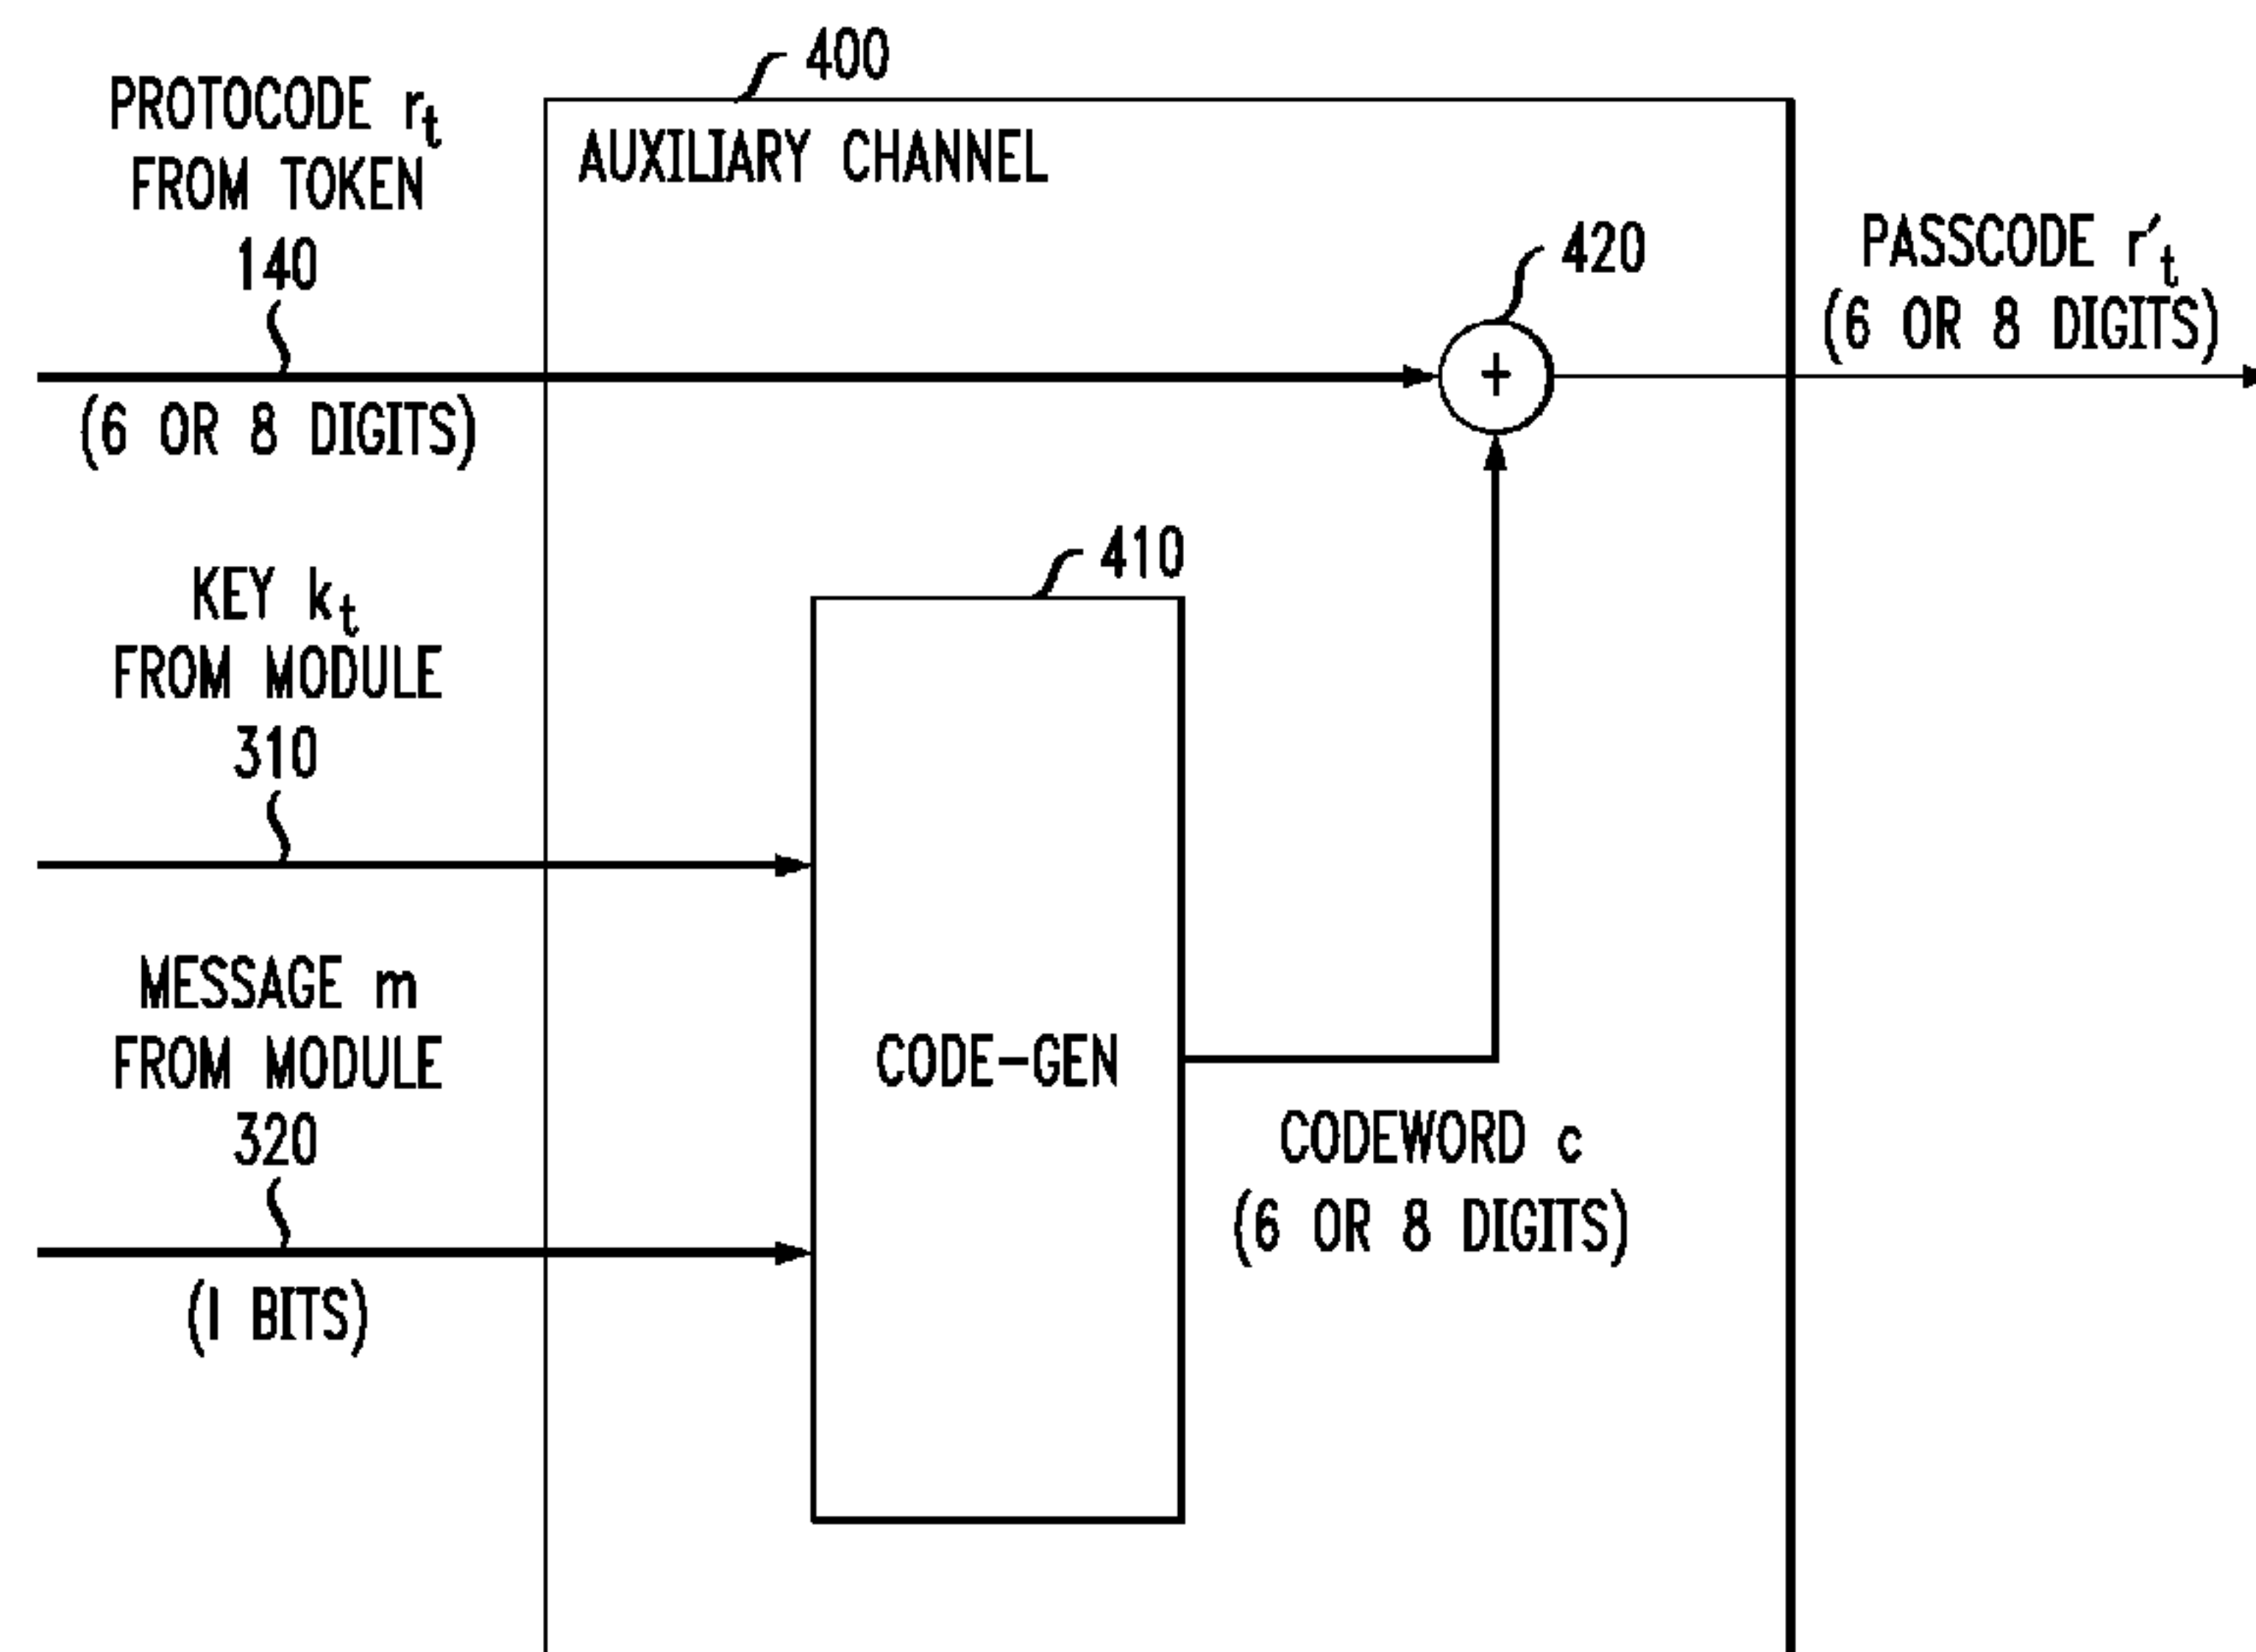 400
PROTOCODE rt
FROM TOKEN
140
(6 OR 8 DIGITS)
AUXILIARY CHANNEL
420
+
PASSCODE r't
(6 OR 8 DIGITS)
KEY kt
FROM MODULE
310
410
MESSAGE m
FROM MODULE
320
(l BITS)
CODE-GEN
CODEWORD c
(6 OR 8 DIGITS)